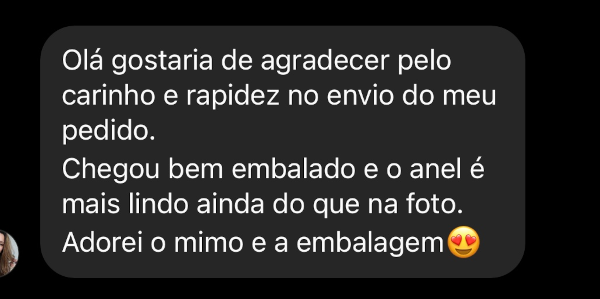 Olá gostaria de agradecer pelo
carinho e rapidez no envio do meu
pedido.
Chegou bem embalado e o anel é
mais lindo ainda do que na foto.
Adorei o mimo e a embalagem😍